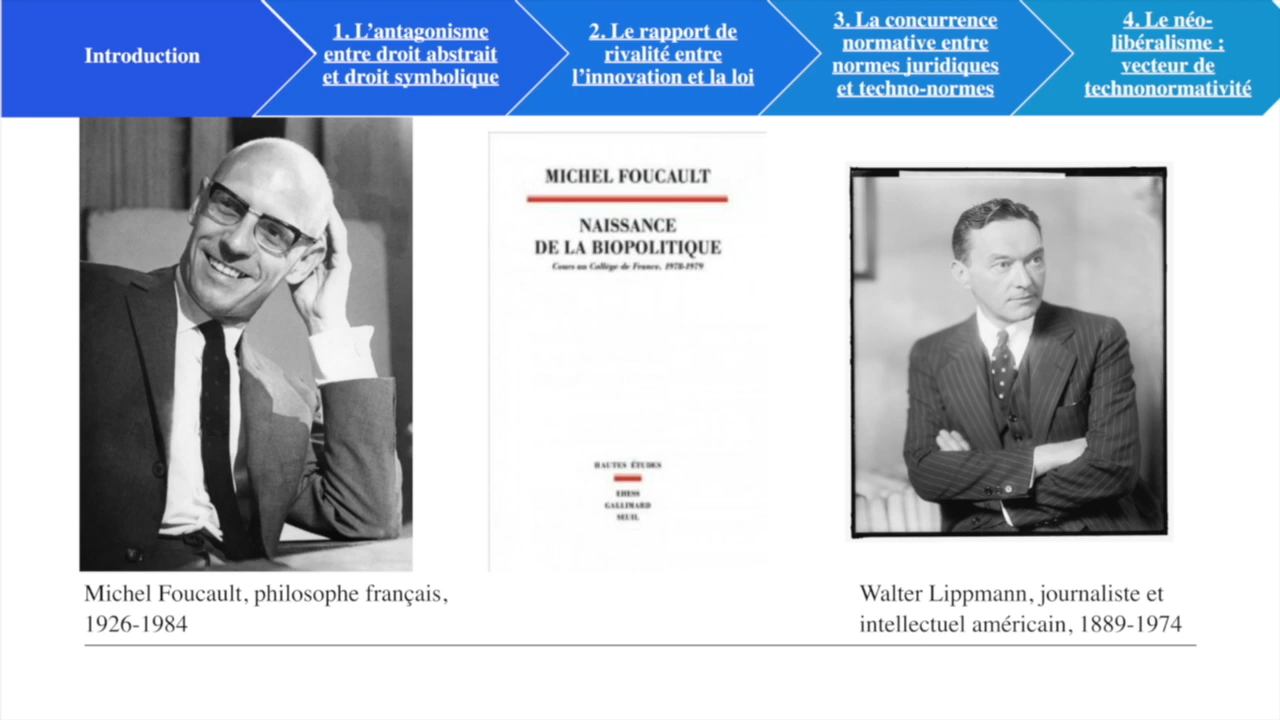 Introduction
1. L’antagonisme
entre droit abstrait
et droit symbolique
2. Le rapport de
rivalité entre
l’innovation et la loi
3. La concurrence
normative entre
normes juridiques
et techno-normes
4. Le néo-
libéralisme :
vecteur de
technonormativité
MICHEL FOUCAULT
NAISSANCE
DE LA BIOPOLITIQUE
Cours au Collège de France, 1978-1979
HAUTES ÉTUDES
EHESS
GALLIMARD
SEUIL
Michel Foucault, philosophe français,
1926-1984
Walter Lippmann, journaliste et
intellectuel américain, 1889-1974